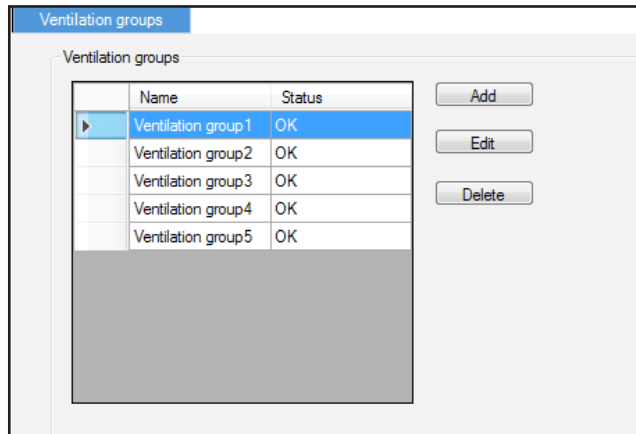 Ventilation groups
Ventilation groups
Name Status Add
Ventilation group1 OK
Ventilation group2 OK Edit
Ventilation group3 OK
Ventilation group4 OK Delete
Ventilation group5 OK